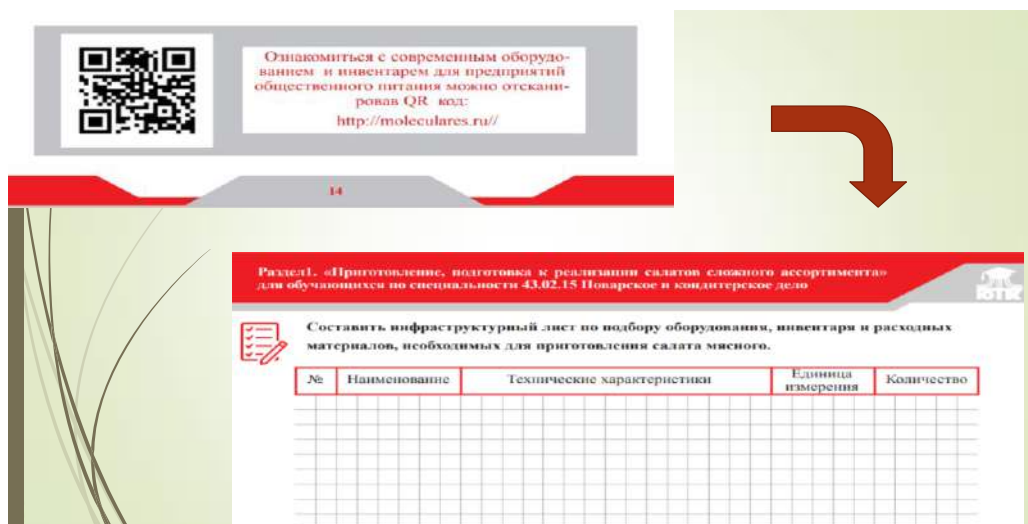 Ознакомиться с современным оборудо-
ванием и инвентарем для предприятий
общественного питания можно отскани-
ровав QR код:
http://moleculares.ru//
14
Раздел1. «Приготовление, подготовка к реализации салатов сложного ассортимента»
для обучающихся по специальности 43.02.15 Поварское и кондитерское дело
ЮТК
Составить инфраструктурный лист по подбору оборудования, инвентаря и расходных
материалов, необходимых для приготовления салата мясного.
№ Наименование Технические характеристики Единица измерения Количество